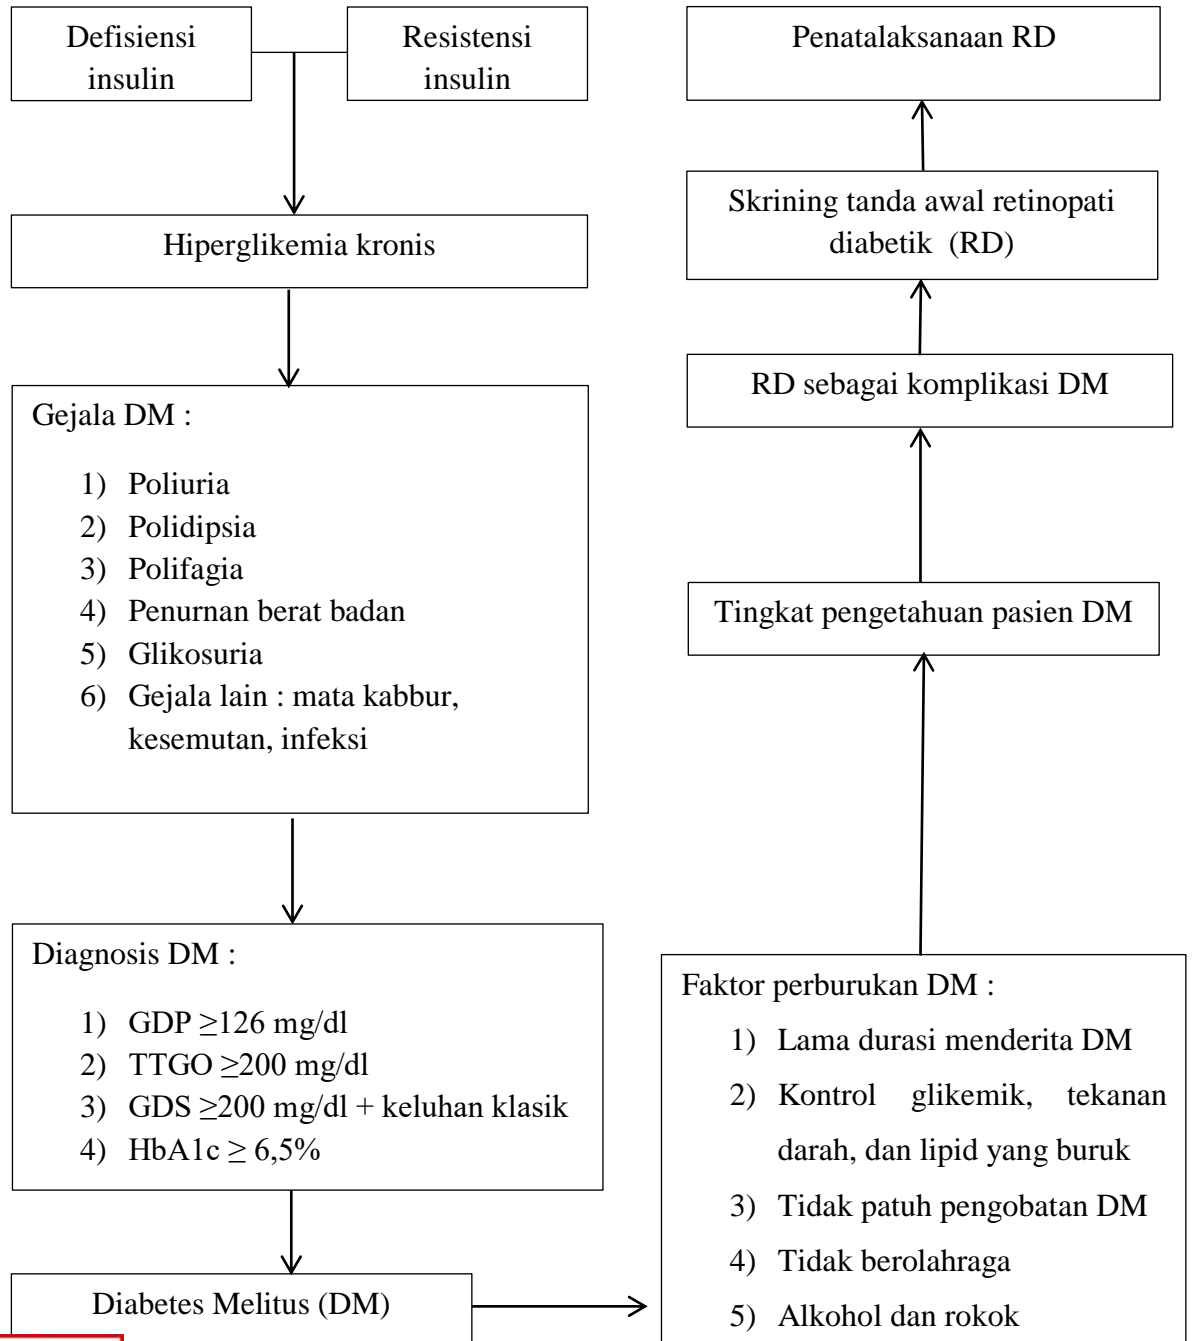 Defisiensi
insulin
Resistensi
insulin
Hiperglikemia kronis
Gejala DM :
1) Poliuria
2) Polidipsia
3) Polifagia
4) Penurnan berat badan
5) Glikosuria
6) Gejala lain : mata kabbur,
kesemutan, infeksi
Diagnosis DM :
1) GDP ≥126 mg/dl
2) TTGO ≥200 mg/dl
3) GDS ≥200 mg/dl + keluhan klasik
4) HbA1c ≥ 6,5%
Diabetes Melitus (DM)
Faktor perburukan DM :
1) Lama durasi menderita DM
2) Kontrol glikemik, tekanan
darah, dan lipid yang buruk
3) Tidak patuh pengobatan DM
4) Tidak berolahraga
5) Alkohol dan rokok
Tingkat pengetahuan pasien DM
RD sebagai komplikasi DM
Skrining tanda awal retinopati
diabetik (RD)
Penatalaksanaan RD